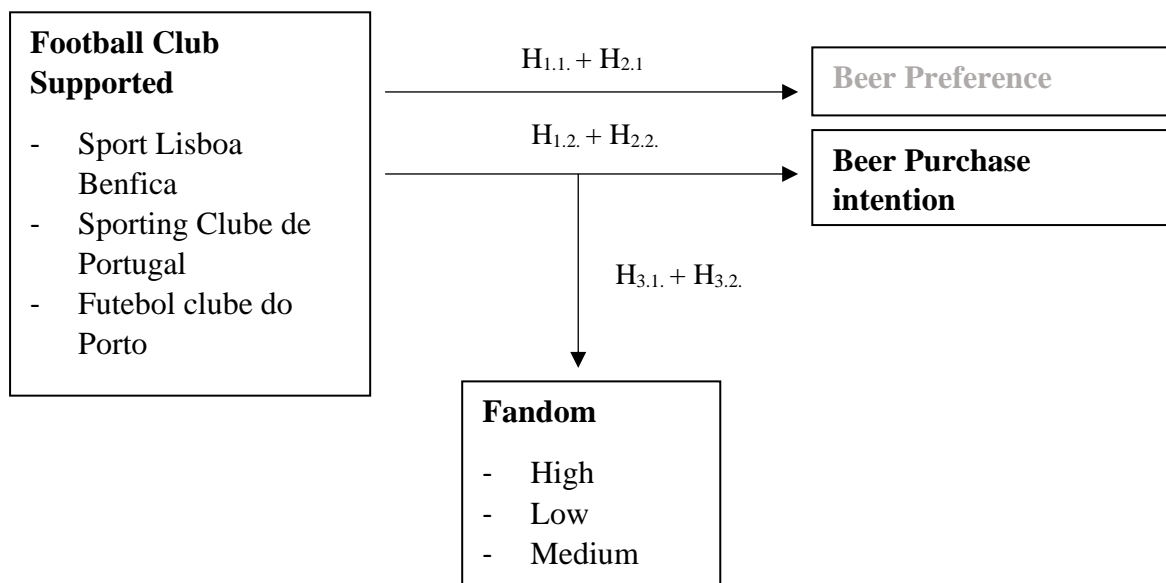 Football Club
Supported
- Sport Lisboa
Benfica
- Sporting Clube de
Portugal
- Futebol clube do
Porto
H1.1. + H2.1
Beer Preference
H1.2. + H2.2.
Beer Purchase
intention
H3.1. + H3.2.
Fandom
- High
- Low
- Medium